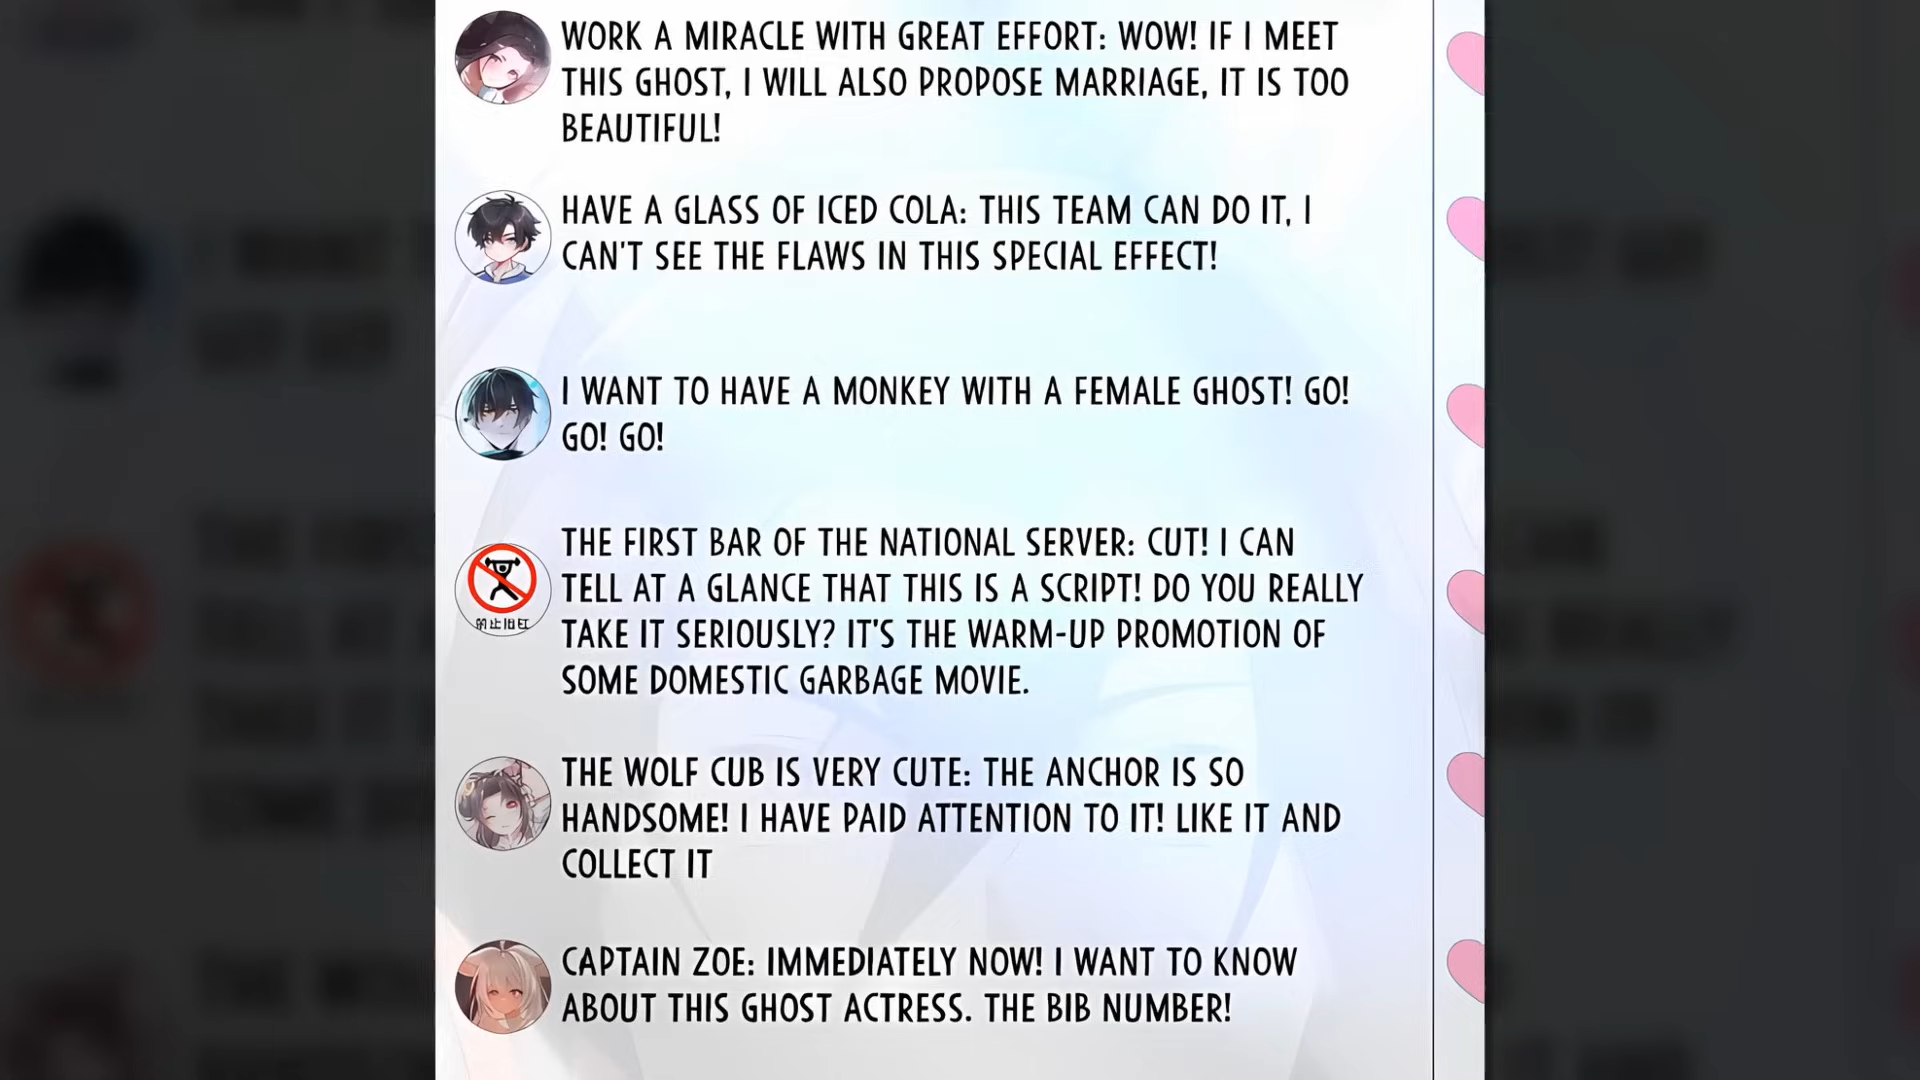 WORK A MIRACLE WITH GREAT EFFORT: WOW! IF I MEET
THIS GHOST, I WILL ALSO PROPOSE MARRIAGE, IT IS TOO
BEAUTIFUL!
HAVE A GLASS OF ICED COLA: THIS TEAM CAN DO IT, I
CAN'T SEE THE FLAWS IN THIS SPECIAL EFFECT!
I WANT TO HAVE A MONKEY WITH A FEMALE GHOST! GO!
GO! GO!
THE FIRST BAR OF THE NATIONAL SERVER: CUT! I CAN
TELL AT A GLANCE THAT THIS IS A SCRIPT! DO YOU REALLY
TAKE IT SERIOUSLY? IT'S THE WARM-UP PROMOTION OF
SOME DOMESTIC GARBAGE MOVIE.
THE WOLF CUB IS VERY CUTE: THE ANCHOR IS SO
HANDSOME! I HAVE PAID ATTENTION TO IT! LIKE IT AND
COLLECT IT
CAPTAIN ZOE: IMMEDIATELY NOW! I WANT TO KNOW
ABOUT THIS GHOST ACTRESS. THE BIB NUMBER!